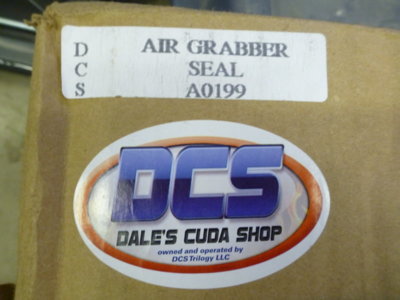 D AIR GRABBER
C SEAL
S A0199
DCS
DALE'S CUDA SHOP
owned and operated by
DCS Trilogy LLC